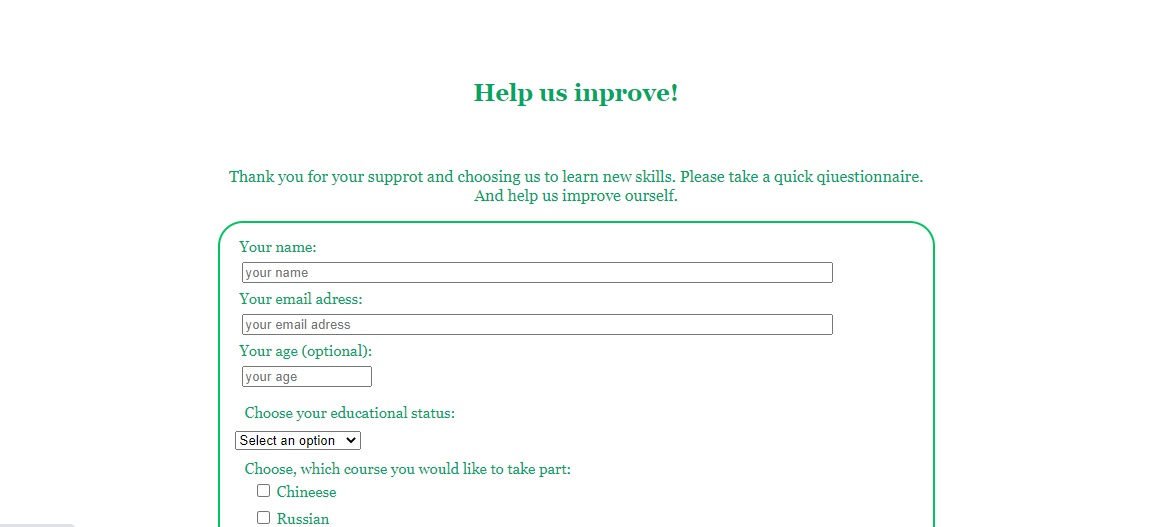 Help us inprove!
Thank you for your supprot and choosing us to learn new skills. Please take a quick qiuestionnaire.
And help us improve ourself.
Your name:
your name
Your email adress:
your email adress
Your age (optional):
your age
Choose your educational status:
Select an option
Choose, which course you would like to take part:
Chineese
Russian